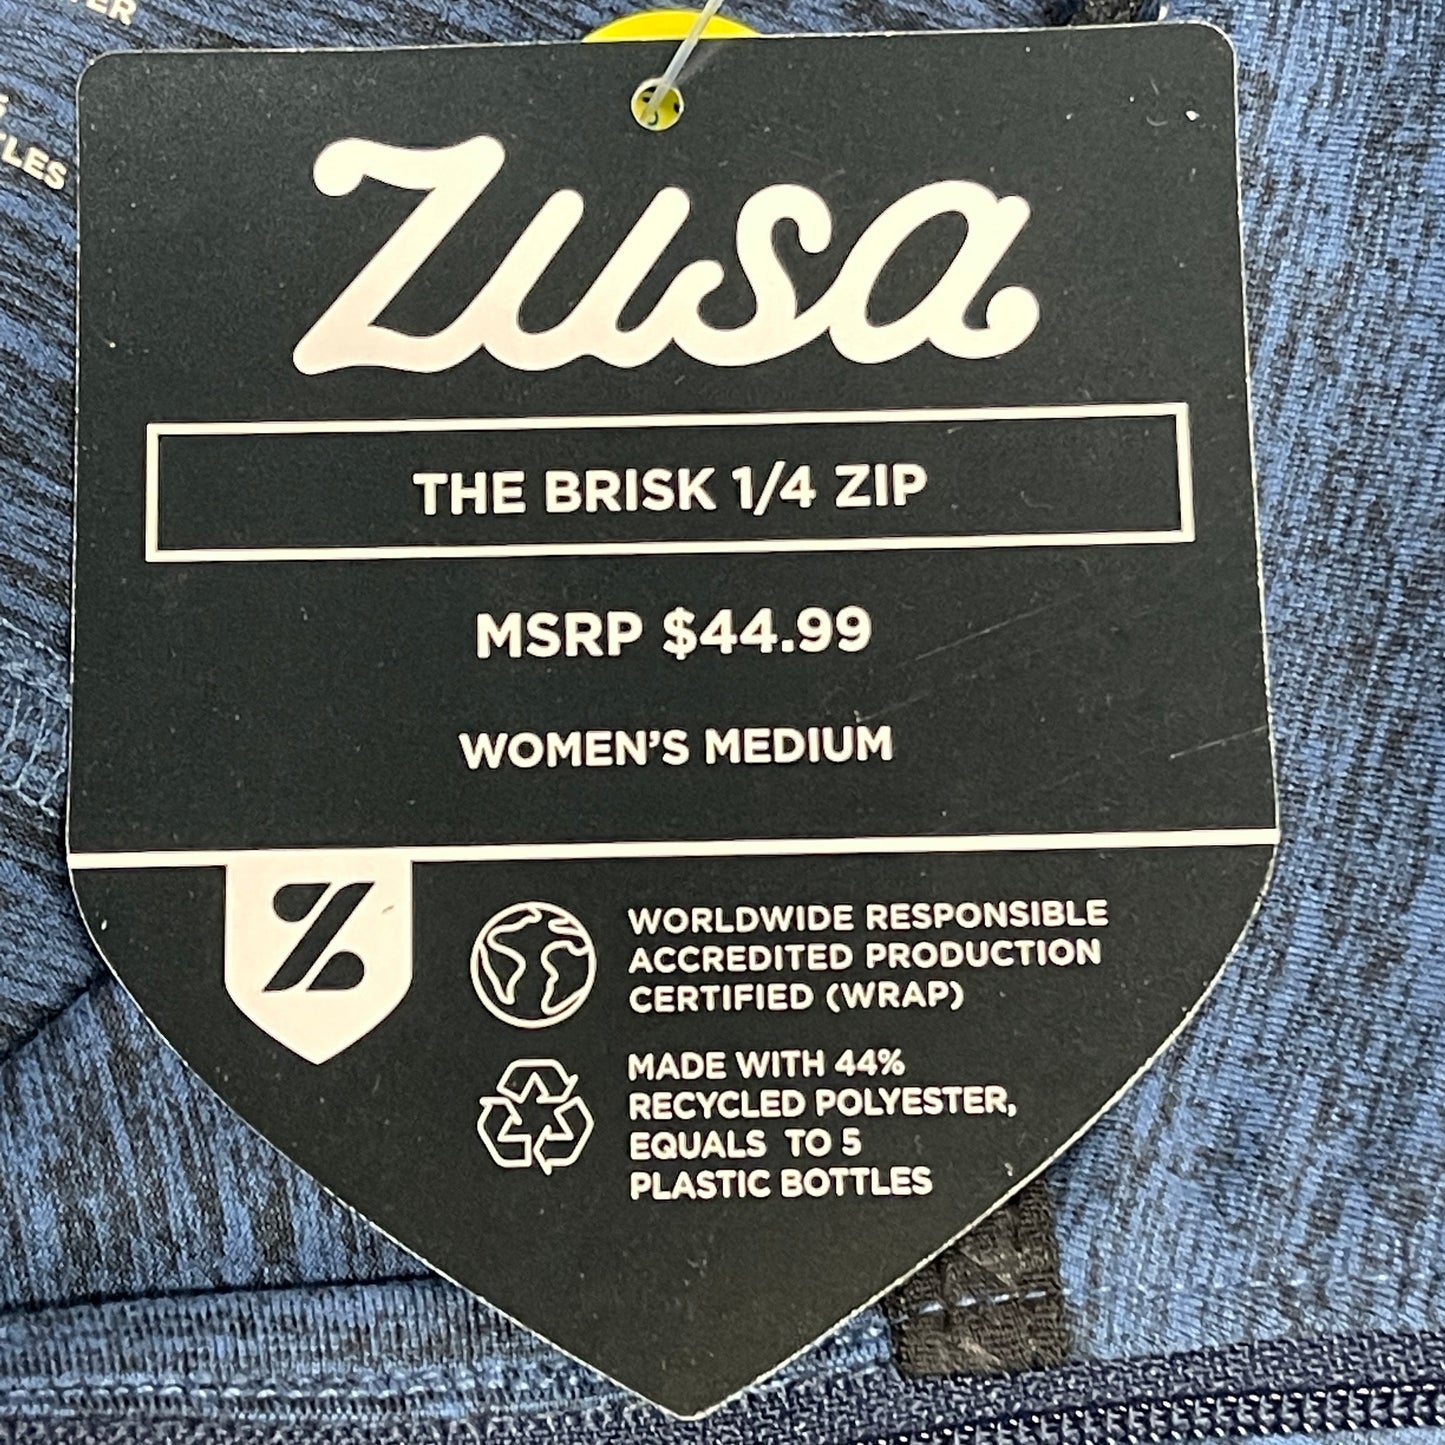 Zusa
THE BRISK 1/4 ZIP
MSRP $44.99
WOMEN'S MEDIUM
WORLDWIDE RESPONSIBLE
ACCREDITED PRODUCTION
CERTIFIED (WRAP)
MADE WITH 44%
RECYCLED POLYESTER,
EQUALS TO 5
PLASTIC BOTTLES